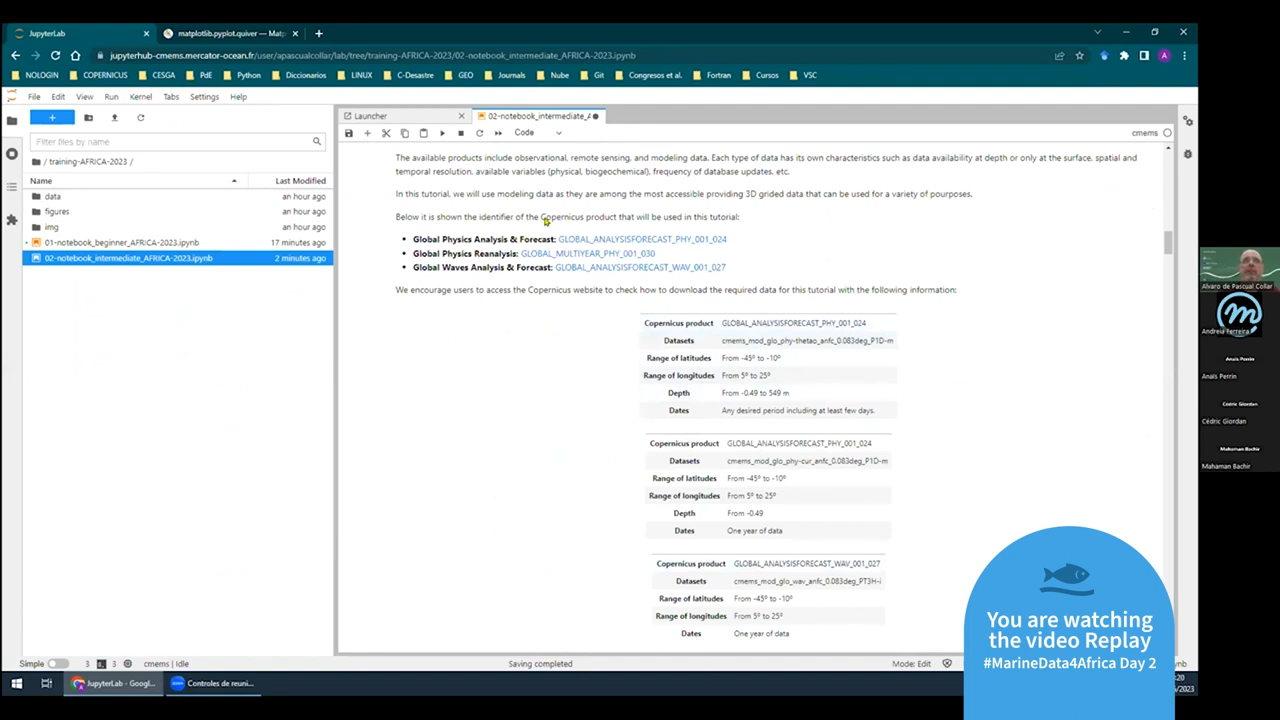 JupyterLab
matplotlib.pyplot.quiver — Mat
jupyterhub-cmems.mercator-ocean.fr/user/apascualcollar/lab/tree/training-AFRICA-2023/02-notebook_intermediate_AFRICA-2023.ipynb
A
NOLOGIN COPERNICUS CESGA PdE Python Diccionarios LINUX C-Desastre GEO Journals Nube Git Congresos et al. Fortran Cursos VSC
File Edit View Run Kernel Tabs Settings Help
Launcher
02-notebook_intermediate_A
Filter files by name
Code
cmems
/ training-AFRICA-2023 /
Name Last Modified
data an hour ago
figures an hour ago
img an hour ago
01-notebook_beginner_AFRICA-2023.ipynb 17 minutes ago
02-notebook_intermediate_AFRICA-2023.ipynb 2 minutes ago
The available products include observational, remote sensing, and modeling data. Each type of data has its own characteristics such as data availability at depth or only at the surface, spatial and
temporal resolution, available variables (physical, biogeochemical), frequency of database updates, etc.
In this tutorial, we will use modeling data as they are among the most accessible providing 3D grided data that can be used for a variety of pourposes.
Below it is shown the identifier of the Copernicus product that will be used in this tutorial:
Global Physics Analysis & Forecast: GLOBAL_ANALYSISFORECAST_PHY_001_024
Global Physics Reanalysis: GLOBAL_MULTIYEAR_PHY_001_030
Global Waves Analysis & Forecast: GLOBAL_ANALYSISFORECAST_WAV_001_027
We encourage users to access the Copernicus website to check how to download the required data for this tutorial with the following information:
Copernicus product GLOBAL_ANALYSISFORECAST_PHY_001_024
Datasets cmems_mod_glo_phy-thetao_anfc_0.083deg_P1D-m
Range of latitudes From -45º to -10º
Range of longitudes From 5º to 25º
Depth From -0.49 to 549 m
Dates Any desired period including at least few days.
Copernicus product GLOBAL_ANALYSISFORECAST_PHY_001_024
Datasets cmems_mod_glo_phy-cur_anfc_0.083deg_P1D-m
Range of latitudes From -45º to -10º
Range of longitudes From 5º to 25º
Depth From -0.49
Dates One year of data
Copernicus product GLOBAL_ANALYSISFORECAST_WAV_001_027
Datasets cmems_mod_glo_wav_anfc_0.083deg_PT3H-i
Range of latitudes From -45º to -10º
Range of longitudes From 5º to 25º
Dates One year of data
Simple 3 3 cmems | Idle Saving completed Mode: Edit
JupyterLab - Googl...
Controles de reuni...
Alvaro de Pascual Collar
m
Andreia Ferreira
Anaïs Perrin
Anaïs Perrin
Cédric Giordan
Cédric Giordan
Mahaman Bachir
Mahaman Bachir
You are watching
the video Replay
#MarineData4Africa Day 2